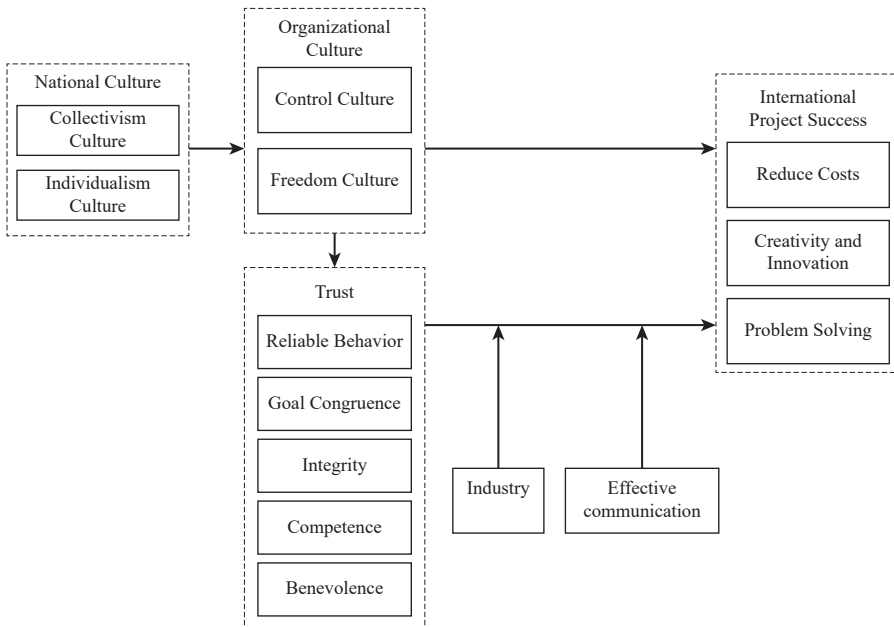 National Culture
Collectivism
Culture
Individualism
Culture
Organizational
Culture
Control Culture
Freedom Culture
Trust
Reliable Behavior
Goal Congruence
Integrity
Competence
Benevolence
Industry
Effective
communication
International
Project Success
Reduce Costs
Creativity and
Innovation
Problem Solving